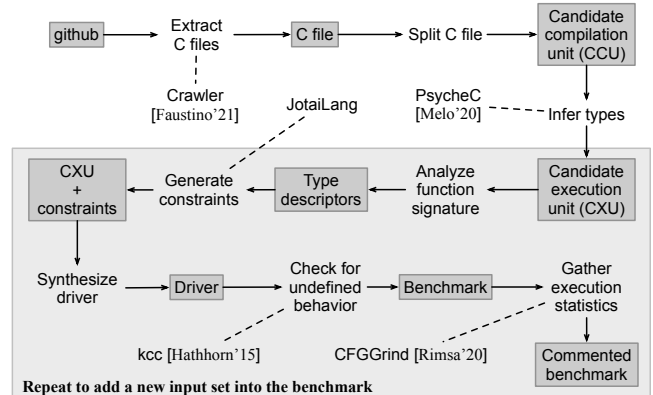 github
Extract
C files
C file
Split C file
Candidate
compilation
unit (CCU)
Crawler
[Faustino'21]
JotaiLang
PsycheC
[Melo'20]
Infer types
CXU
+
constraints
Generate
constraints
Type
descriptors
Analyze
function
signature
Candidate
execution
unit (CXU)
Synthesize
driver
Driver
Check for
undefined
behavior
Benchmark
Gather
execution
statistics
kcc [Hathhorn'15]
CFGGrind [Rimsa'20]
Commented
benchmark
Repeat to add a new input set into the benchmark